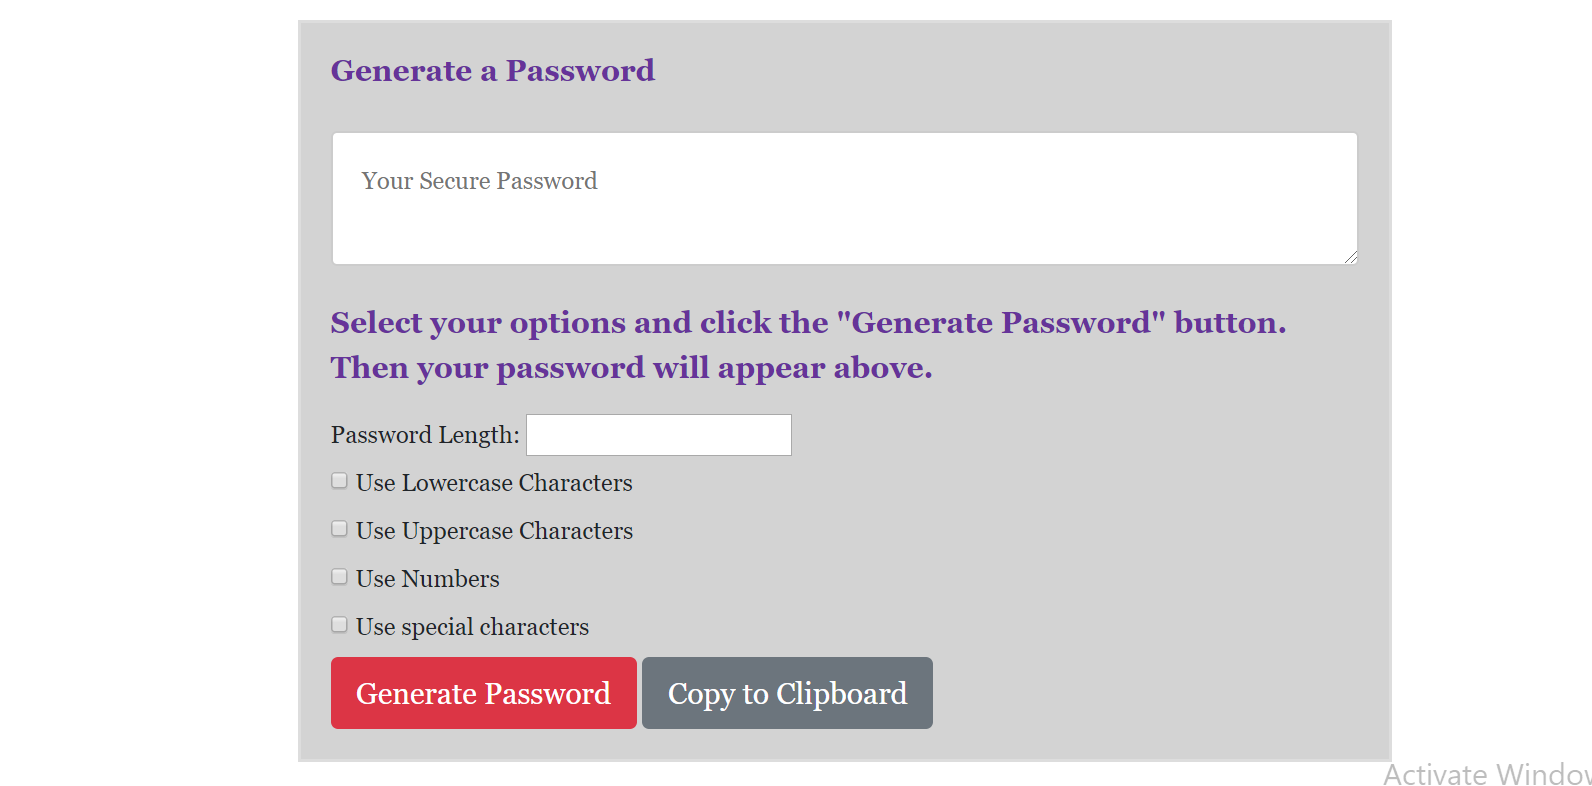 Generate a Password
Your Secure Password
Select your options and click the "Generate Password" button.
Then your password will appear above.
Password Length:
Use Lowercase Characters
Use Uppercase Characters
Use Numbers
Use special characters
Generate Password Copy to Clipboard
Activate